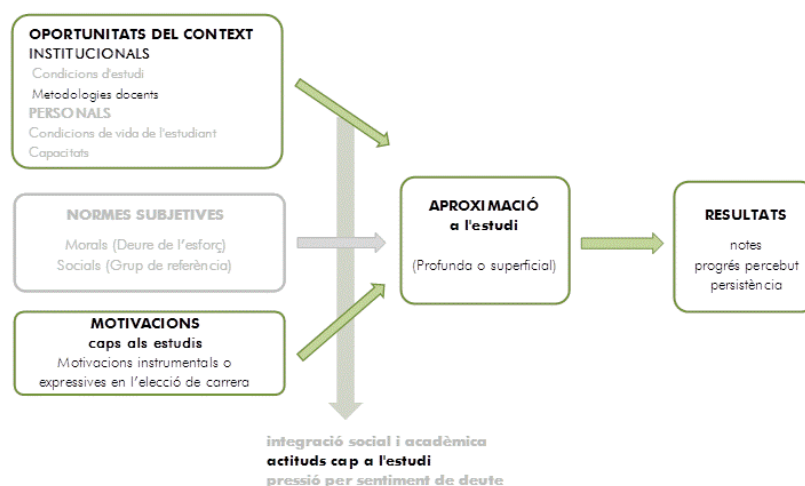 OPORTUNITATS DEL CONTEXT
INSTITUCIONALS
Condicions d'estudi
Metodologies docents
PERSONALS
Condicions de vida de l'estudiant
Capacitats
NORMES SUBJETIVES
Morals (Deure de l'esforç)
Socials (Grup de referència)
MOTIVACIONS
caps als estudis
Motivacions instrumentals o
expressives en l'elecció de carrera
APROXIMACIÓ
a l'estudi
(Profunda o superficial)
RESULTATS
notes
progrés percebut
persistència
integració social i acadèmica
actituds cap a l'estudi
pressió per sentiment de deute